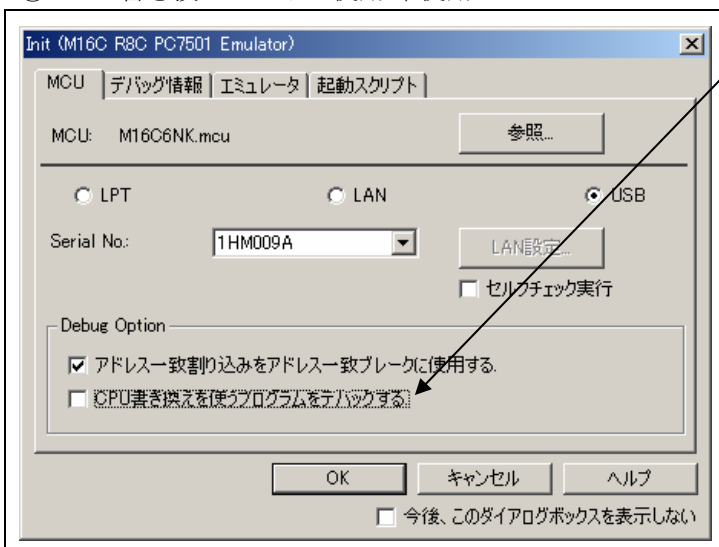 Init (M16C R8C PC7501 Emulator)
MCU デバッグ情報 エミュレータ 起動スクリプト
MCU: M16C6NK.mcu 参照...
LPT LAN USB
Serial No.: 1HM009A LAN設定...
セルフチェック実行
Debug Option
アドレス一致割り込みをアドレス一致ブレークに使用する.
CPU書き換えを使うプログラムをデバックする.
OK キャンセル ヘルプ
今後、このダイアログボックスを表示しない